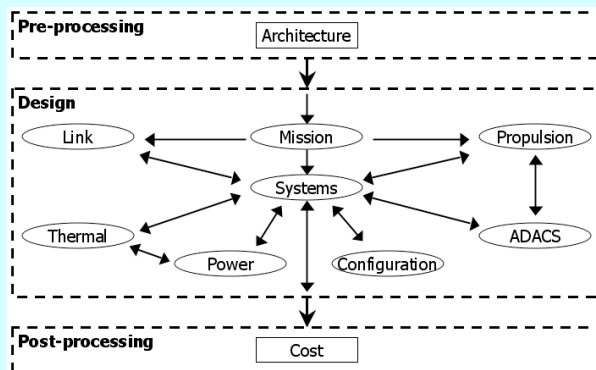 Pre-processing
Architecture
Design
Link
Mission
Propulsion
Systems
Thermal
Power
Configuration
ADACS
Post-processing
Cost